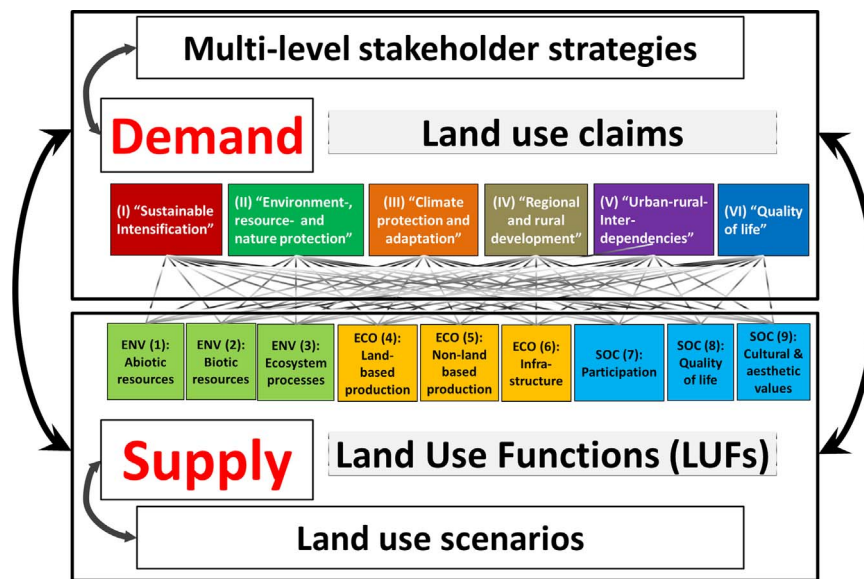 Multi-level stakeholder strategies
Demand
Land use claims
(I) “Sustainable
Intensification”
(II) “Environment-,
resource- and
nature protection”
(III) “Climate
protection and
adaptation”
(IV) “Regional
and rural
development”
(V) “Urban-rural-
Inter-
dependencies”
(VI) “Quality
of life”
ENV (1):
Abiotic
resources
ENV (2):
Biotic
resources
ENV (3):
Ecosystem
processes
ECO (4):
Land-
based
production
ECO (5):
Non-land
based
production
ECO (6):
Infra-
structure
SOC (7):
Participation
SOC (8):
Quality
of life
SOC (9):
Cultural &
aesthetic
values
Supply
Land Use Functions (LUFs)
Land use scenarios